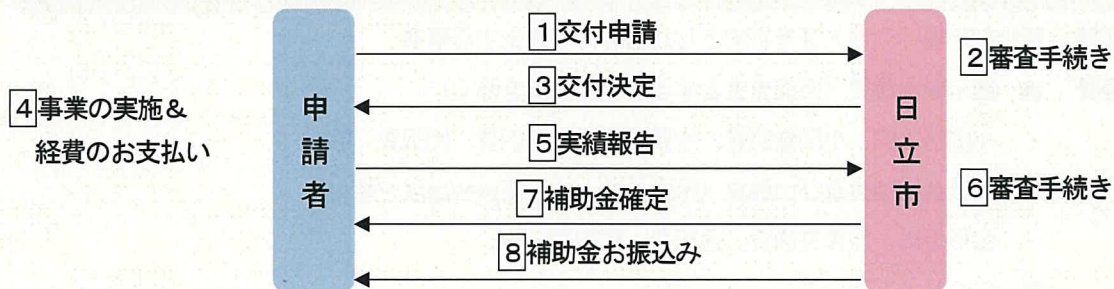 1交付申請
2審査手続き
3交付決定
4事業の実施&
経費のお支払い
申請者
日立市
5実績報告
6審査手続き
7補助金確定
8補助金お振込み